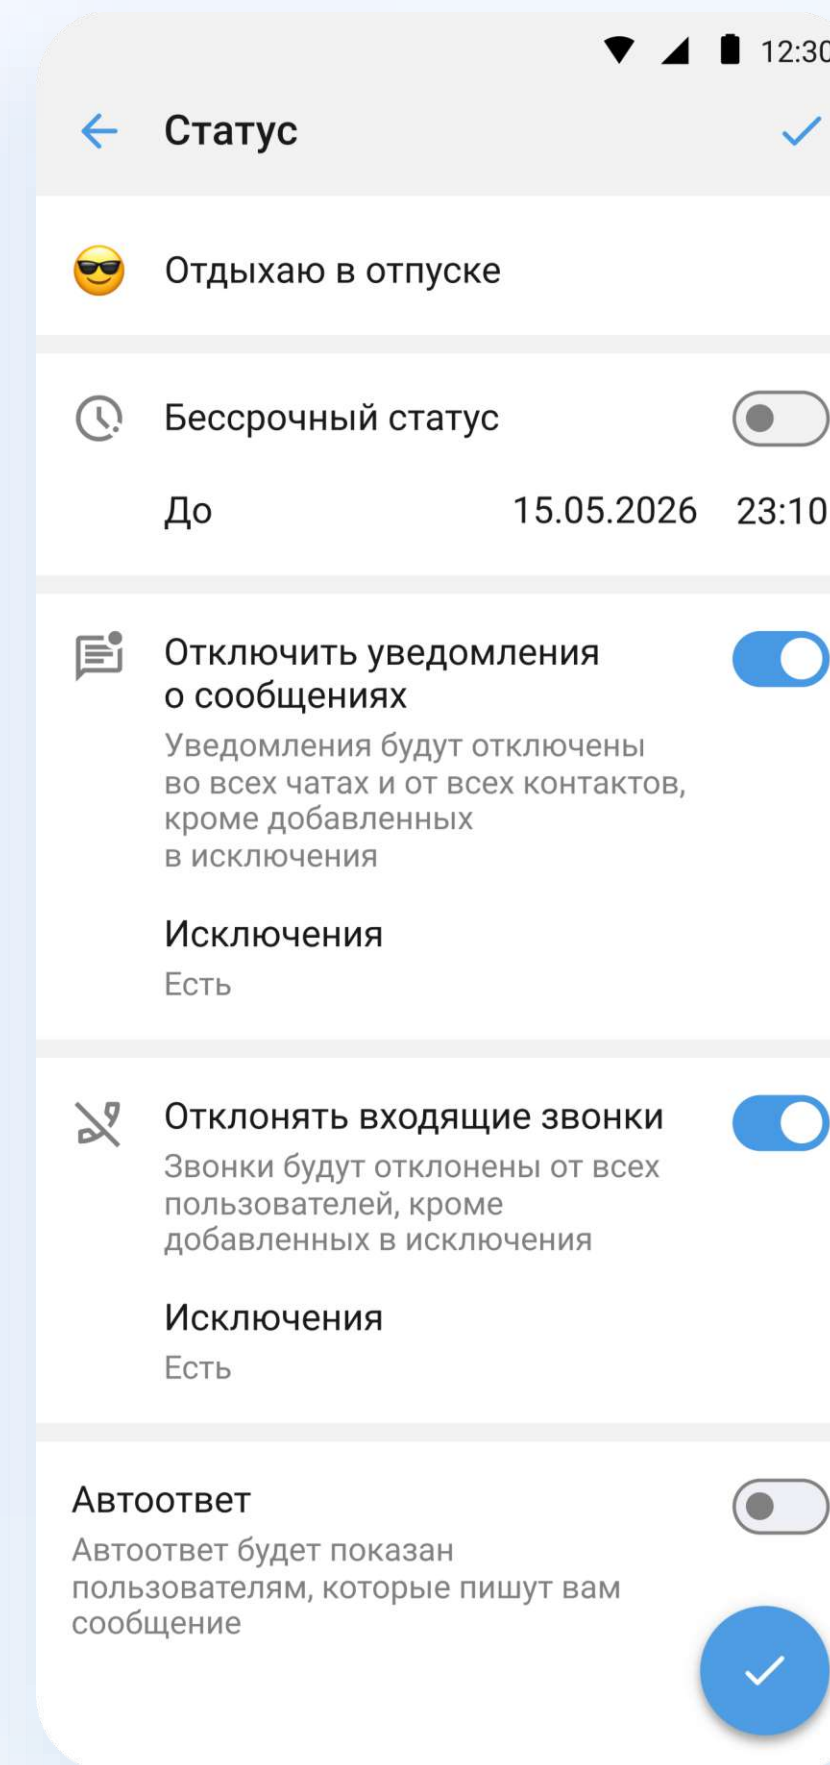 12:30
Статус
Отдыхаю в отпуске
Бессрочный статус
До 15.05.2026 23:10
Отключить уведомления
о сообщениях
Уведомления будут отключены
во всех чатах и от всех контактов,
кроме добавленных
в исключения
Исключения
Есть
Отклонять входящие звонки
Звонки будут отклонены от всех
пользователей, кроме
добавленных в исключения
Исключения
Есть
Автоответ
Автоответ будет показан
пользователям, которые пишут вам
сообщение